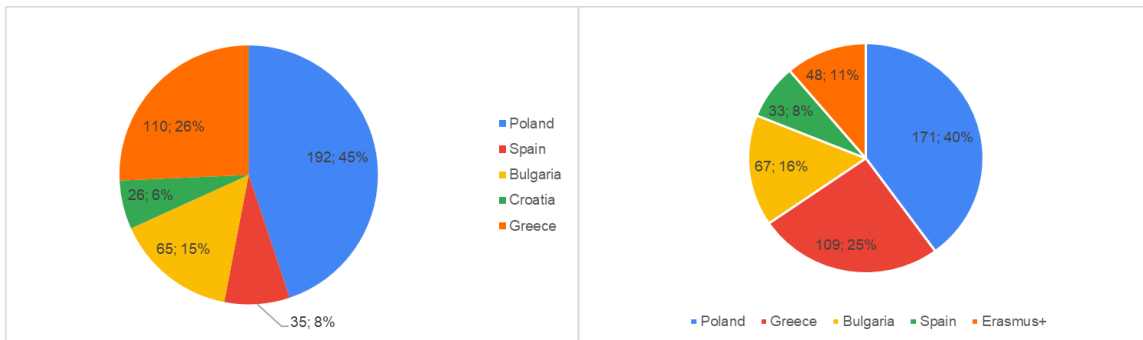 110; 26%
192; 45%
26; 6%
65; 15%
35; 8%
Poland
Spain
Bulgaria
Croatia
Greece
48; 11%
33; 8%
171; 40%
67; 16%
109; 25%
Poland Greece Bulgaria Spain Erasmus+